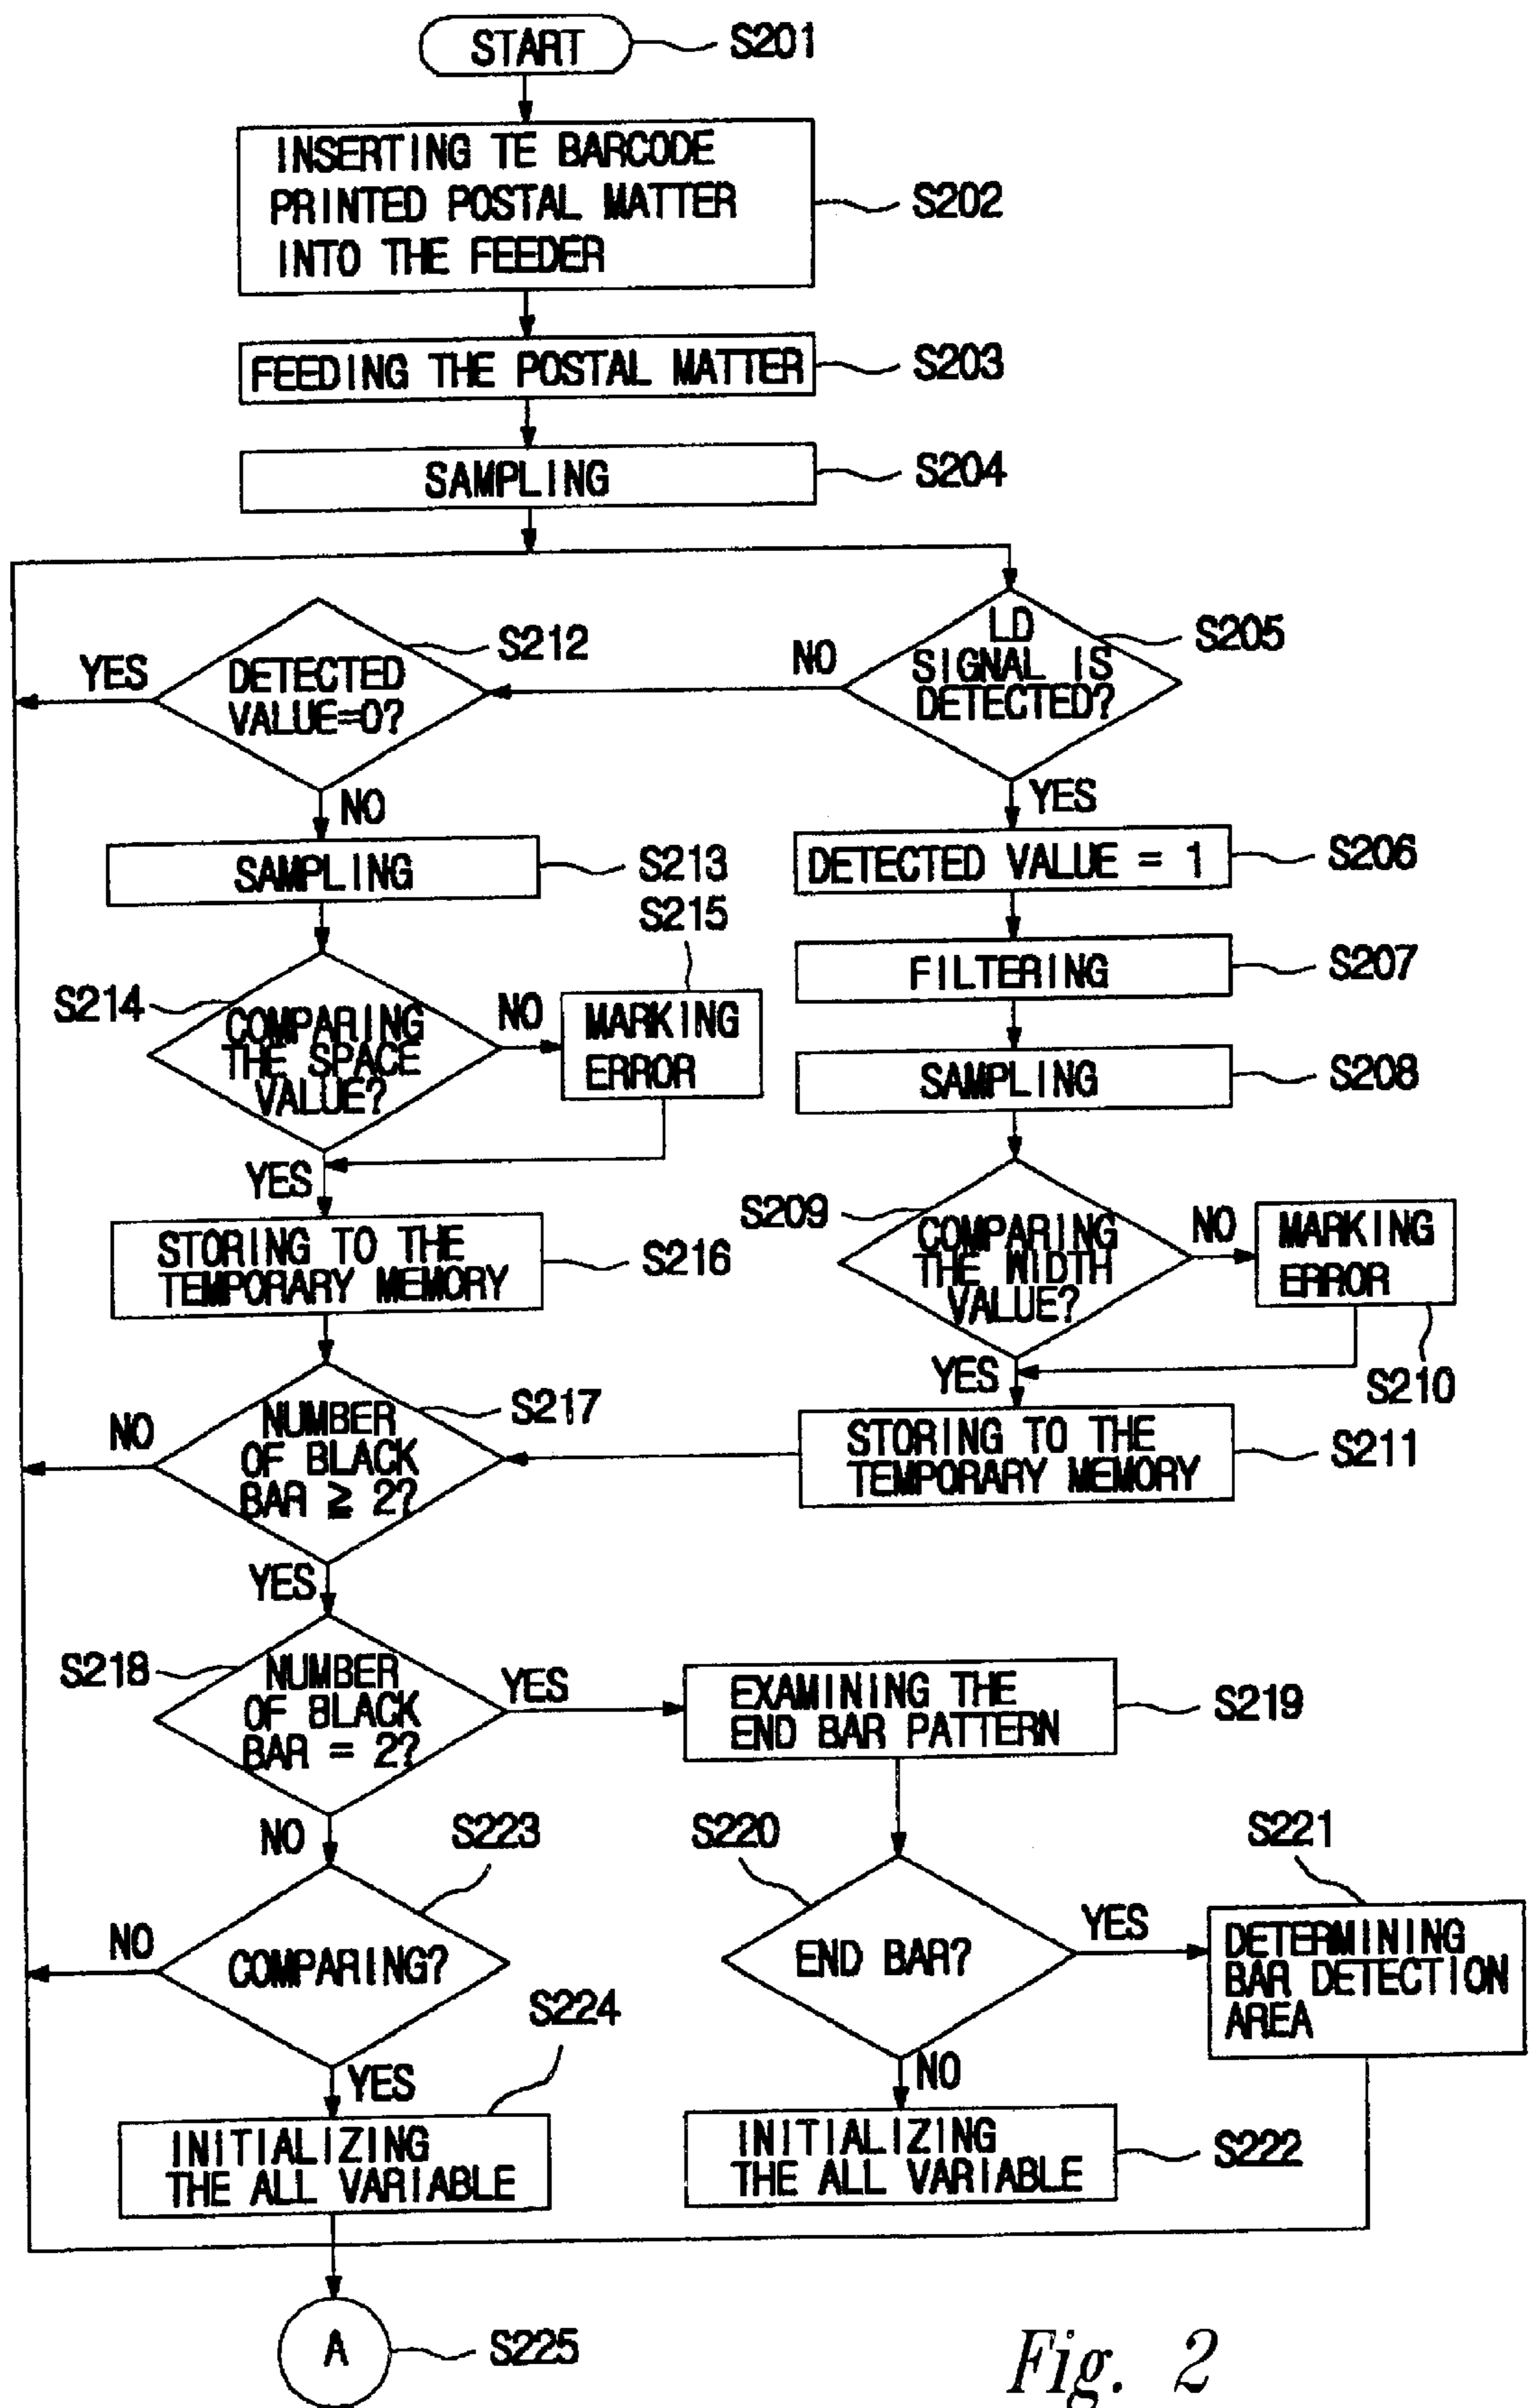 START
S201
INSERTING TE BARCODE
PRINTED POSTAL MATTER
INTO THE FEEDER
S202
FEEDING THE POSTAL MATTER
S203
SAMPLING
S204
LD
SIGNAL IS
DETECTED?
S205
NO
YES
DETECTED
VALUE=0?
S212
YES
NO
DETECTED VALUE = 1
S206
SAMPLING
S213
FILTERING
S207
S215
MARKING
ERROR
S214
COMPARING
THE SPACE
VALUE?
NO
YES
SAMPLING
S208
S209
COMPARING
THE WIDTH
VALUE?
NO
MARKING
ERROR
S210
YES
STORING TO THE
TEMPORARY MEMORY
S216
STORING TO THE
TEMPORARY MEMORY
S211
NUMBER
OF BLACK
BAR ≧ 2?
S217
NO
YES
S218
NUMBER
OF BLACK
BAR = 2?
YES
NO
EXAMINING THE
END BAR PATTERN
S219
S223
COMPARING?
NO
YES
S220
END BAR?
YES
NO
S221
DETERMINING
BAR DETECTION
AREA
S224
INITIALIZING
THE ALL VARIABLE
INITIALIZING
THE ALL VARIABLE
S222
A
S225
Fig. 2